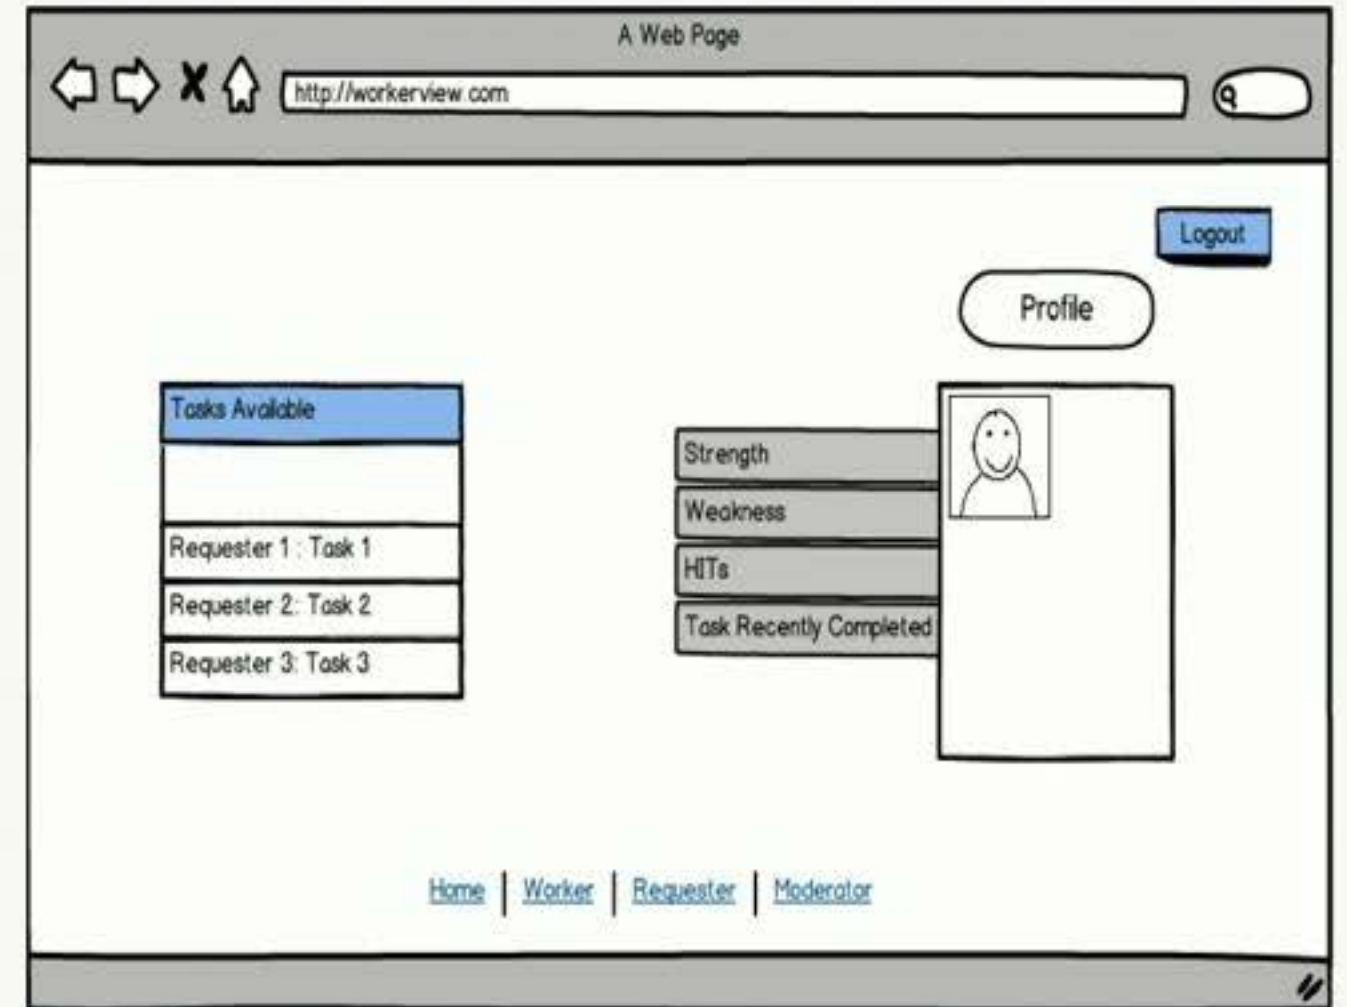 A Web Page
http://workerview.com
Logout
Profile
Tasks Available
Requester 1 : Task 1
Requester 2: Task 2
Requester 3: Task 3
Strength
Weakness
HITs
Task Recently Completed
Home | Worker | Requester | Moderator